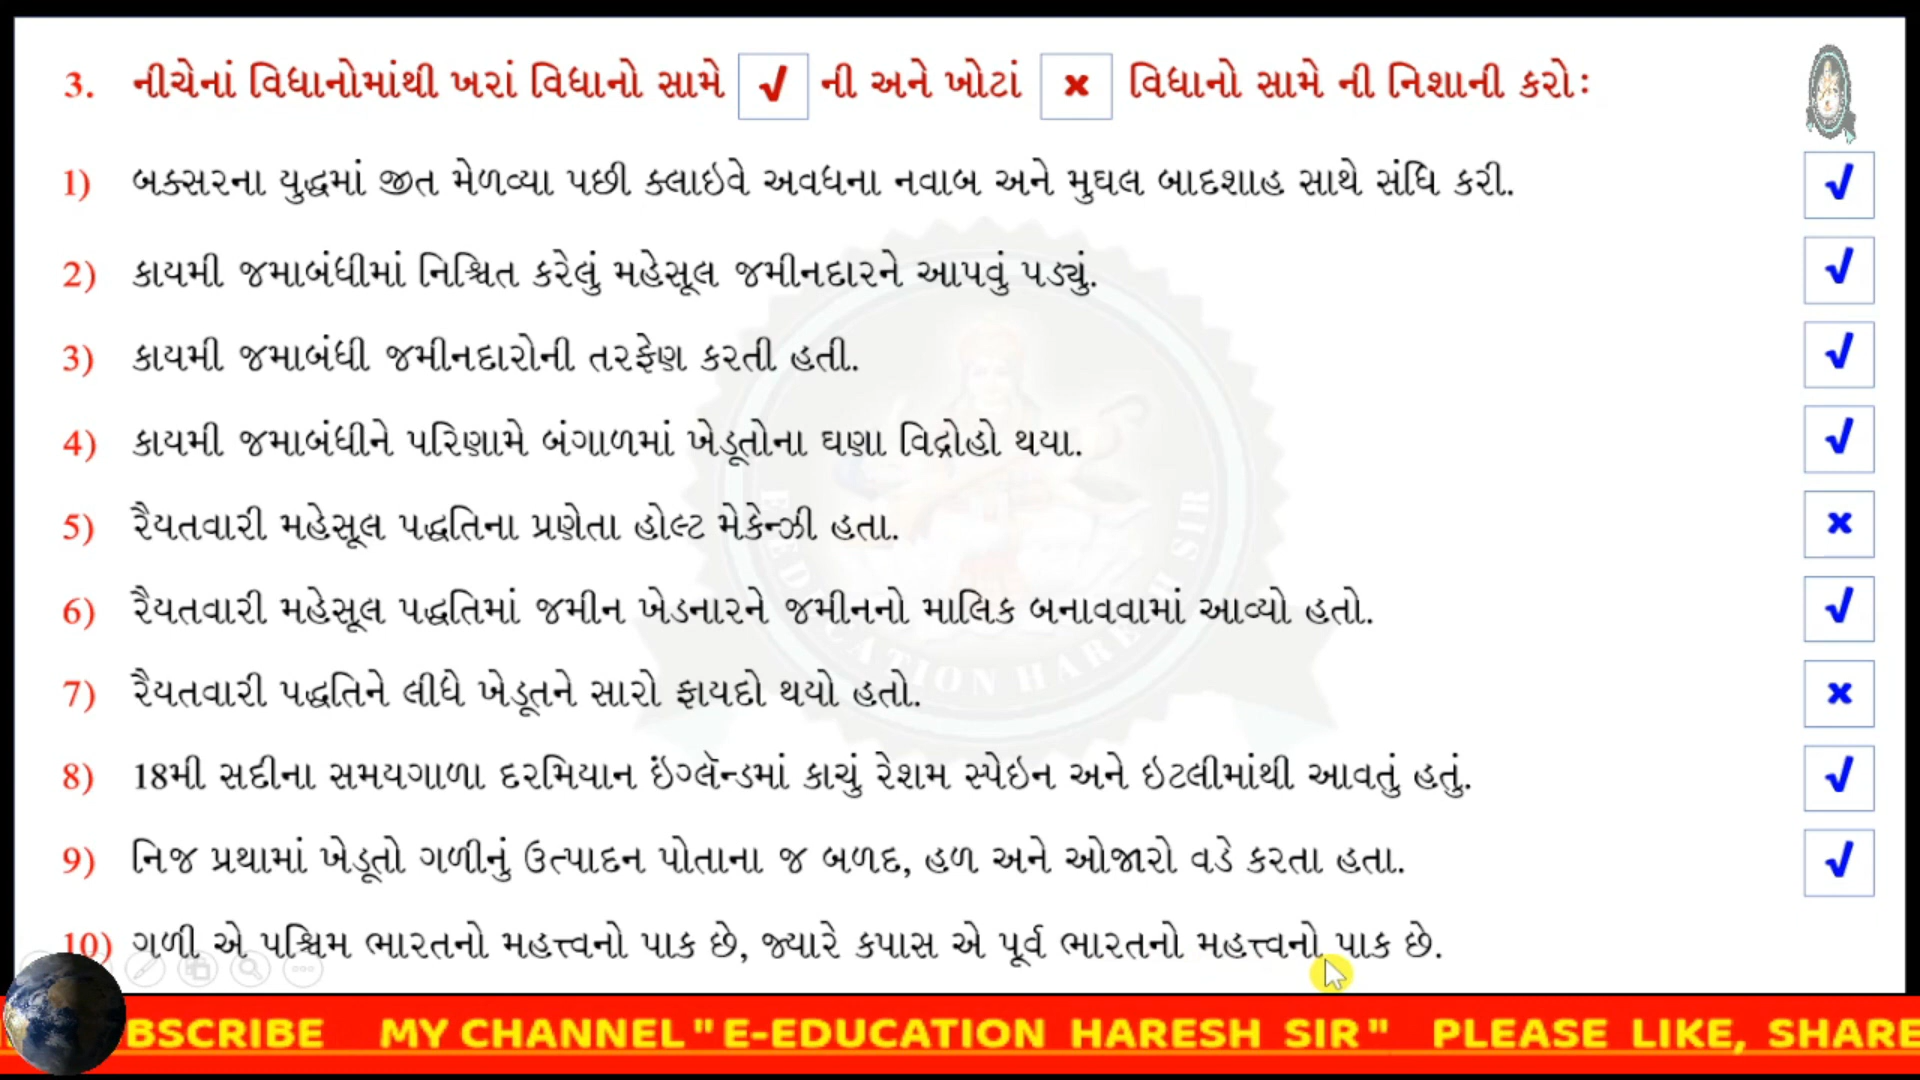 3. નીચેનાં વિધાનોમાંથી ખરાં વિધાનો સામે √ ની અને ખોટાં × વિધાનો સામે ની નિશાની કરોઃ
1) બક્સરના યુદ્ધમાં જીત મેળવ્યા પછી ક્લાઇવે અવધના નવાબ અને મુઘલ બાદશાહ સાથે સંધિ કરી. √
2) કાયમી જમાબંધીમાં નિશ્ચિત કરેલું મહેસૂલ જમીનદારને આપવું પડ્યું. √
3) કાયમી જમાબંધી જમીનદારોની તરફેણ કરતી હતી. √
4) કાયમી જમાબંધીને પરિણામે બંગાળમાં ખેડૂતોના ઘણા વિદ્રોહો થયા. √
5) રૈયતવારી મહેસૂલ પદ્ધતિના પ્રણેતા હોલ્ટ મેકેન્ઝી હતા. ×
6) રૈયતવારી મહેસૂલ પદ્ધતિમાં જમીન ખેડનારને જમીનનો માલિક બનાવવામાં આવ્યો હતો. √
7) રૈયતવારી પદ્ધતિને લીધે ખેડૂતને સારો ફાયદો થયો હતો. ×
8) 18મી સદીના સમયગાળા દરમિયાન ઇંગ્લૅન્ડમાં કાચું રેશમ સ્પેઇન અને ઇટલીમાંથી આવતું હતું. √
9) નિજ પ્રથામાં ખેડૂતો ગળીનું ઉત્પાદન પોતાના જ બળદ, હળ અને ઓજારો વડે કરતા હતા. √
10) ગળી એ પશ્ચિમ ભારતનો મહત્ત્વનો પાક છે, જ્યારે કપાસ એ પૂર્વ ભારતનો મહત્ત્વનો પાક છે.
E-EDUCATION HARESH SIR
BSCRIBE MY CHANNEL "E-EDUCATION HARESH SIR" PLEASE LIKE, SHARE